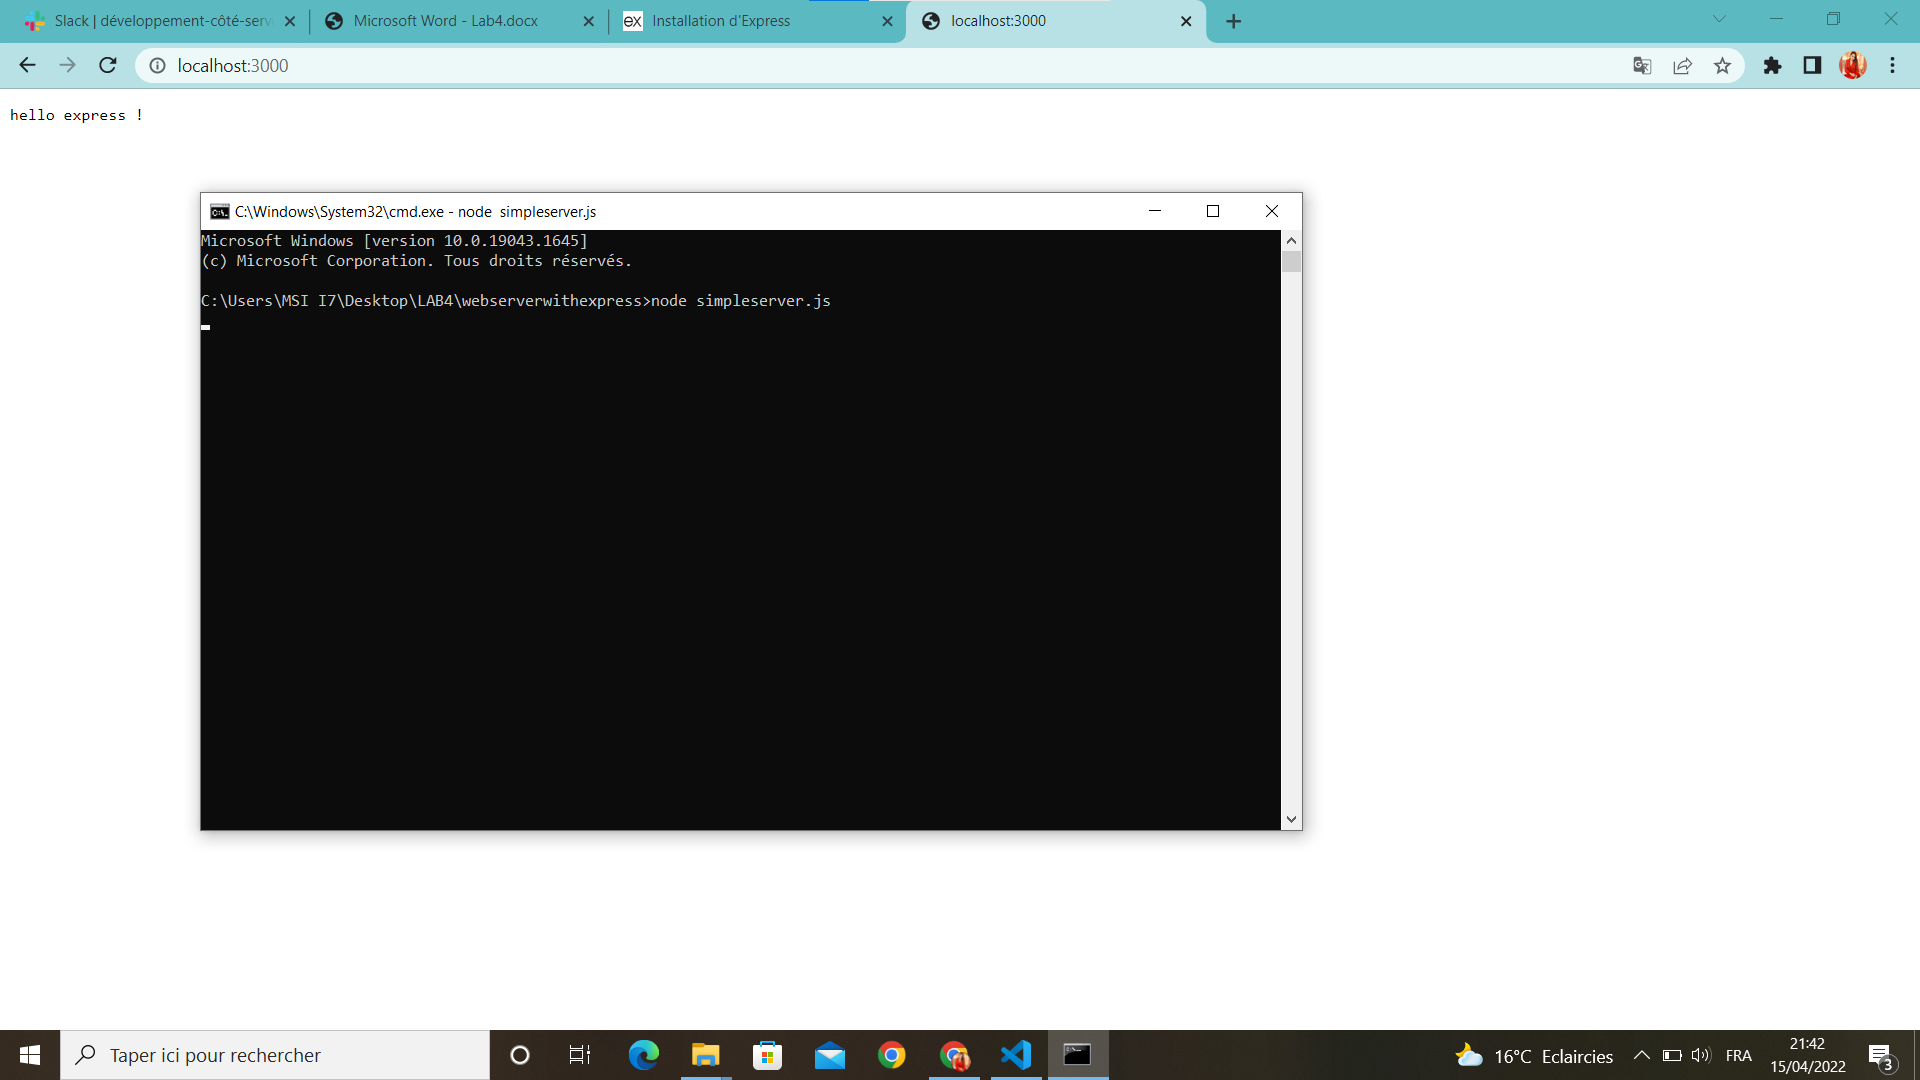 Slack | développement-côté-serv
Microsoft Word - Lab4.docx
ex
Installation d'Express
localhost:3000
localhost:3000
hello express !
C:\Windows\System32\cmd.exe - node  simpleserver.js
Microsoft Windows [version 10.0.19043.1645]
(c) Microsoft Corporation. Tous droits réservés.
C:\Users\MSI I7\Desktop\LAB4\webserverwithexpress>node simpleserver.js
Taper ici pour rechercher
16°C Eclaircies
FRA
21:42
15/04/2022
3